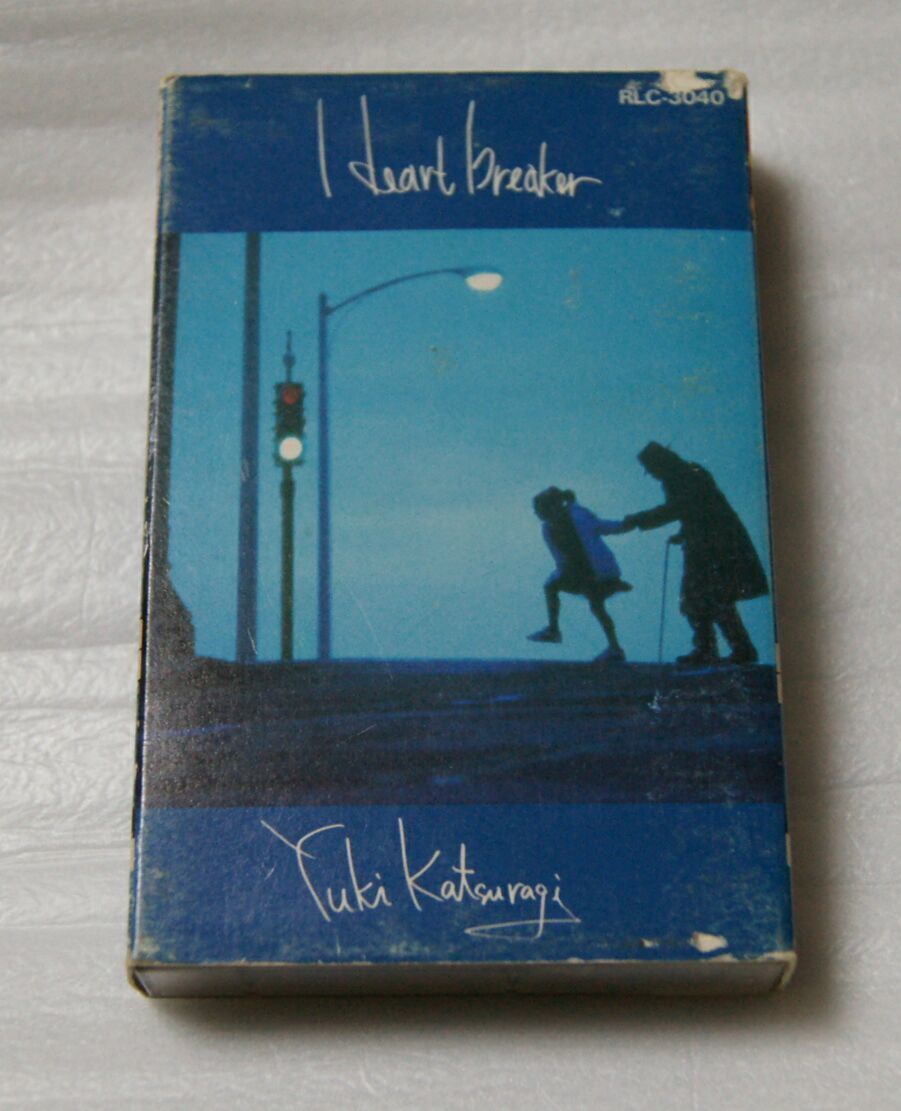 RLC-3040
Heart breaker
Yuki Katsuragi